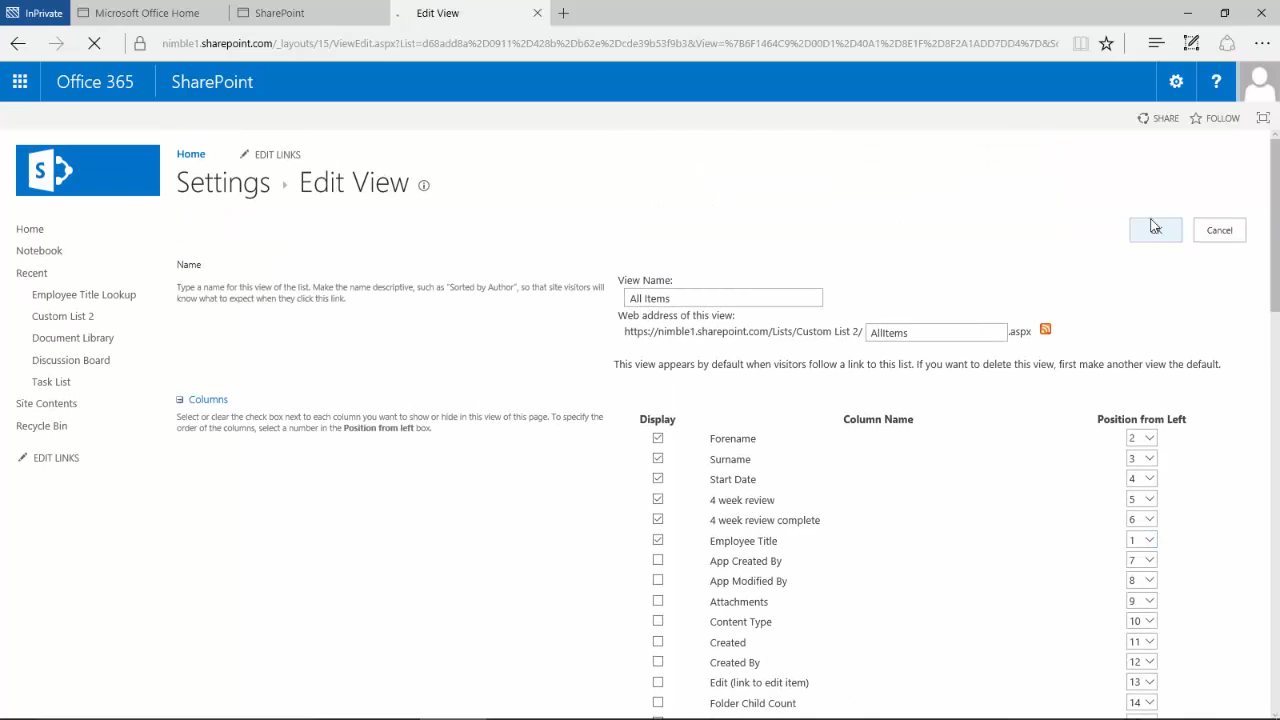 InPrivate
Microsoft Office Home
SharePoint
Edit View
nimble1.sharepoint.com/_layouts/15/ViewEdit.aspx?List=d68add8a%2D0911%2D428b%2Db62e%2Dcde39b53f9b3&View=%7B6F1464C9%2D00D1%2D40A1%2D8E1F%2D8F2A1ADD7DD4%7D&Sc
Office 365
SharePoint
?
SHARE
FOLLOW
S
Home
EDIT LINKS
Settings
Edit View
Home
Notebook
Recent
Employee Title Lookup
Custom List 2
Document Library
Discussion Board
Task List
Site Contents
Recycle Bin
EDIT LINKS
Cancel
Name
Type a name for this view of the list. Make the name descriptive, such as "Sorted by Author", so that site visitors will
know what to expect when they click this link.
View Name:
All Items
Web address of this view:
https://nimble1.sharepoint.com/Lists/Custom List 2/ AllItems .aspx
This view appears by default when visitors follow a link to this list. If you want to delete this view, first make another view the default.
Columns
Select or clear the check box next to each column you want to show or hide in this view of this page. To specify the
order of the columns, select a number in the Position from left box.
Display Column Name Position from Left
Forename 2
Surname 3
Start Date 4
4 week review 5
4 week review complete 6
Employee Title 1
App Created By 7
App Modified By 8
Attachments 9
Content Type 10
Created 11
Created By 12
Edit (link to edit item) 13
Folder Child Count 14